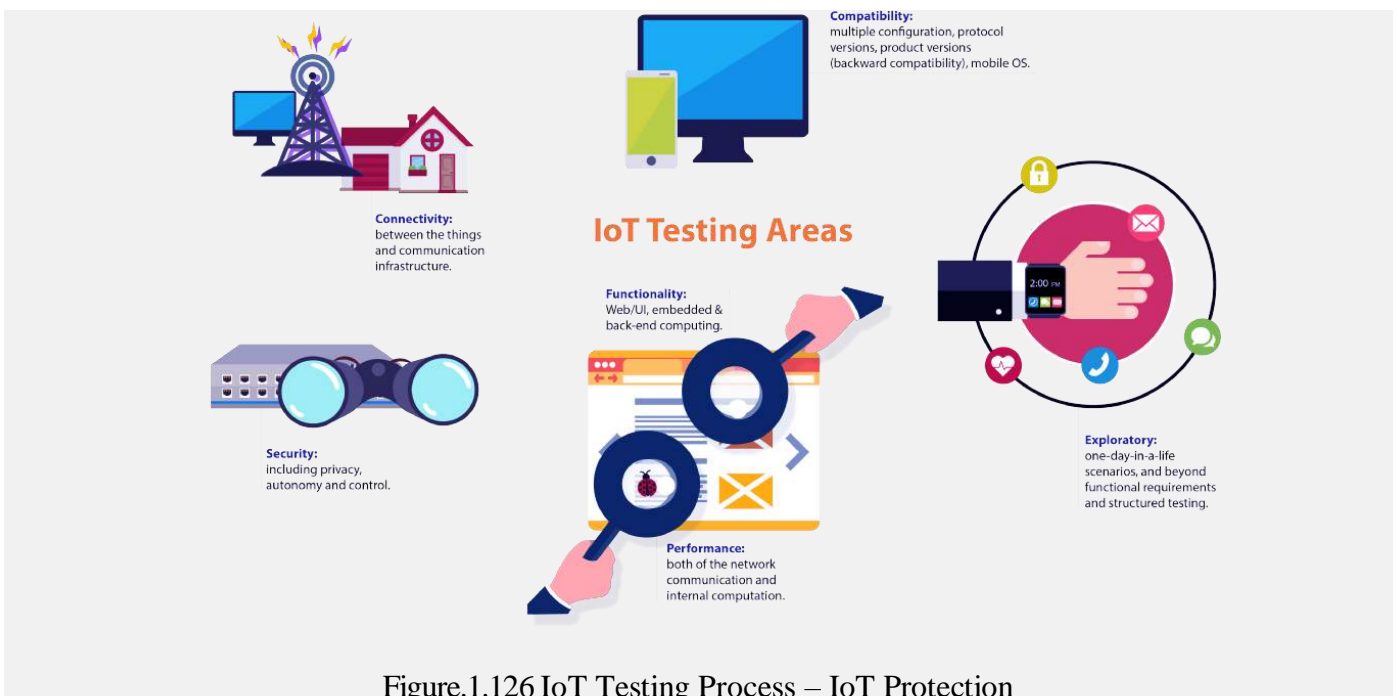 Compatibility:
multiple configuration, protocol
versions, product versions
(backward compatibility), mobile OS.
Connectivity:
between the things
and communication
infrastructure.
IoT Testing Areas
Functionality:
Web/UI, embedded &
back-end computing.
2:00 PM
Security:
including privacy,
autonomy and control.
Exploratory:
one-day-in-a-life
scenarios, and beyond
functional requirements
and structured testing.
Performance:
both of the network
communication and
internal computation.
Figure.1.126 IoT Testing Process – IoT Protection